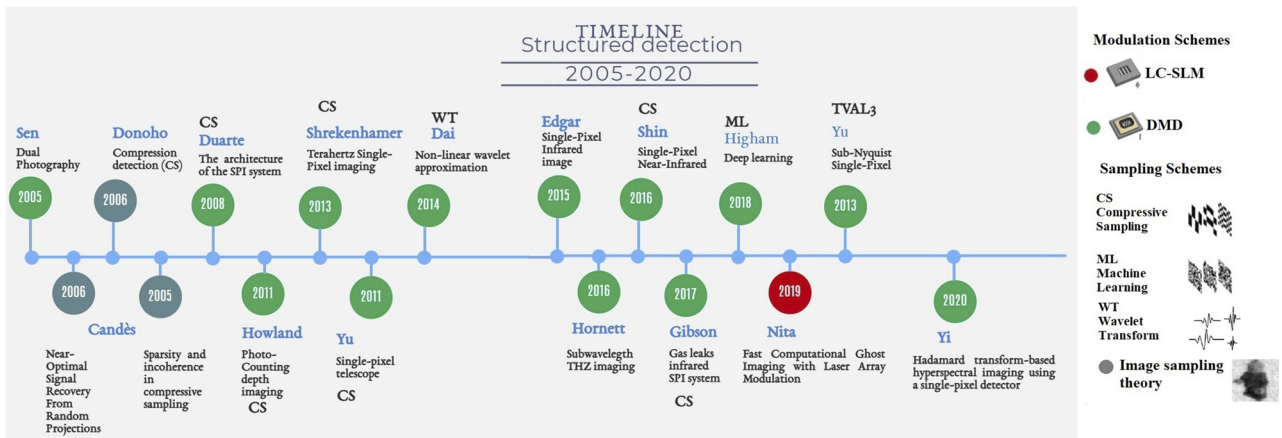 TIMELINE
Structured detection
2005-2020
Sen
Dual
Photography
2005
2006
Near-
Optimal
Signal
Recovery
From
Random
Projections
Candès
Donoho
Compression
detection (CS)
2006
2005
Sparsity and
incoherence
in
compressive
sampling
CS
Duarte
The architecture
of the SPI system
2008
2011
Howland
Photo-
Counting
depth
imaging
CS
CS
Shrekenhamer
Terahertz Single-
Pixel imaging
2013
2011
Yu
Single-pixel
telescope
CS
WT
Dai
Non-linear wavelet
approximation
2014
Edgar
Single-Pixel
Infrared
image
2015
2016
Hornett
Subwavelegth
THZ imaging
CS
Shin
Single-Pixel
Near-Infrared
2016
2017
Gibson
Gas leaks
infrared
SPI system
CS
ML
Higham
Deep learning
2018
2019
Nita
Fast Computational Ghost
Imaging with Laser Array
Modulation
TVAL3
Yu
Sub-Nyquist
Single-Pixel
2013
2020
Yi
Hadamard transform-based
hyperspectral imaging using
a single-pixel detector
Modulation Schemes
LC-SLM
DMD
Sampling Schemes
CS
Compressive
Sampling
ML
Machine
Learning
WT
Wavelet
Transform
Image sampling
theory